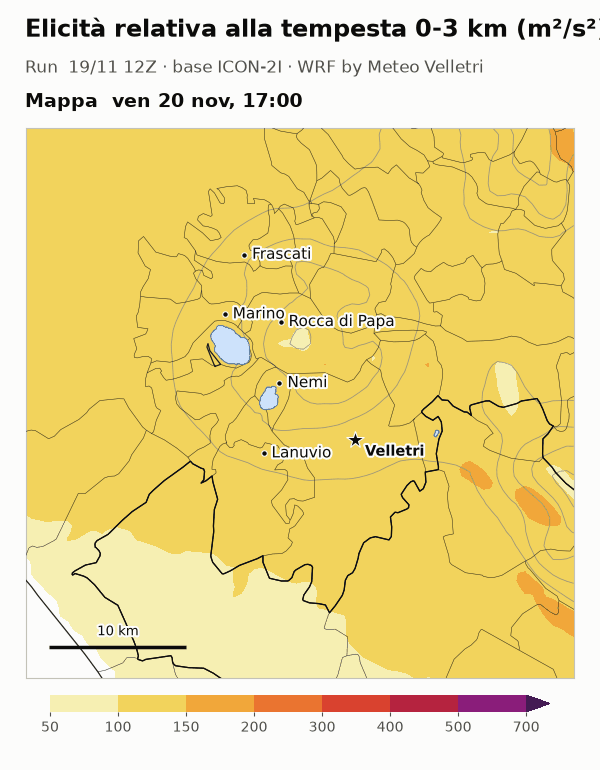 Elicità relativa alla tempesta 0-3 km (m²/s²)
Run  19/11 12Z · base ICON-2I · WRF by Meteo Velletri
Mappa  ven 20 nov, 17:00
Frascati
Marino
Rocca di Papa
Nemi
Velletri
Lanuvio
10 km
50 100 150 200 300 400 500 700